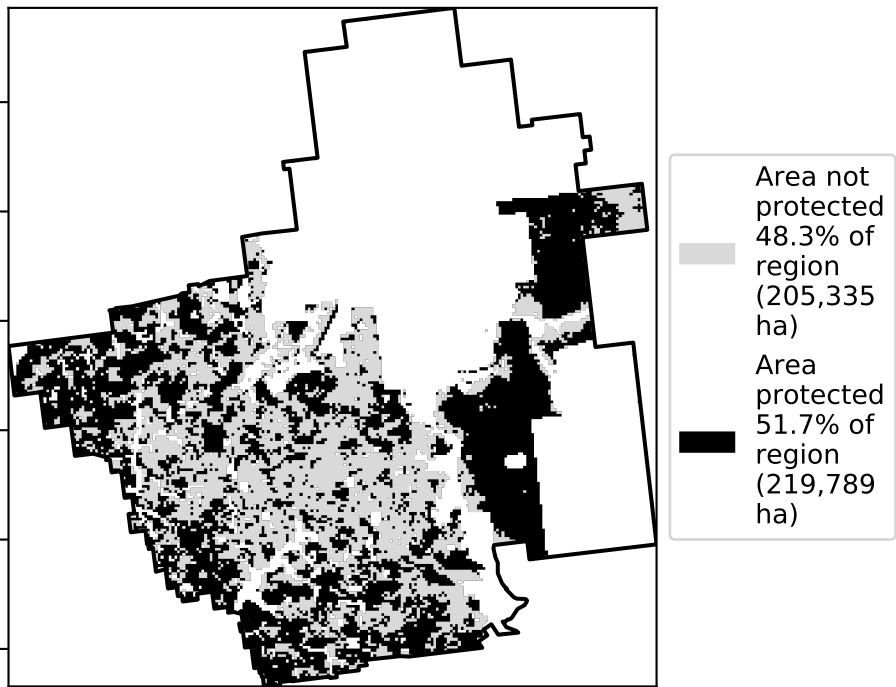 Area not
protected
48.3% of
region
(205,335
ha)
Area
protected
51.7% of
region
(219,789
ha)